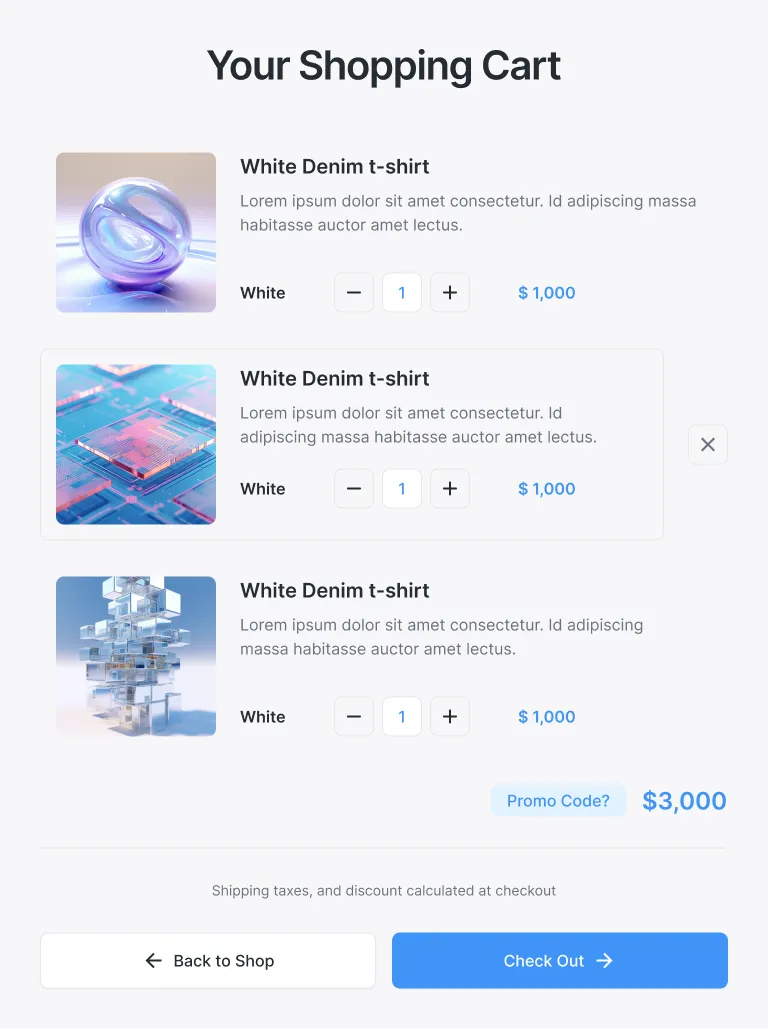 Your Shopping Cart
White Denim t-shirt
Lorem ipsum dolor sit amet consectetur. Id adipiscing massa
habitasse auctor amet lectus.
White 1 $ 1,000
White Denim t-shirt
Lorem ipsum dolor sit amet consectetur. Id
adipiscing massa habitasse auctor amet lectus.
White 1 $ 1,000
White Denim t-shirt
Lorem ipsum dolor sit amet consectetur. Id adipiscing
massa habitasse auctor amet lectus.
White 1 $ 1,000
Promo Code? $3,000
Shipping taxes, and discount calculated at checkout
Back to Shop Check Out